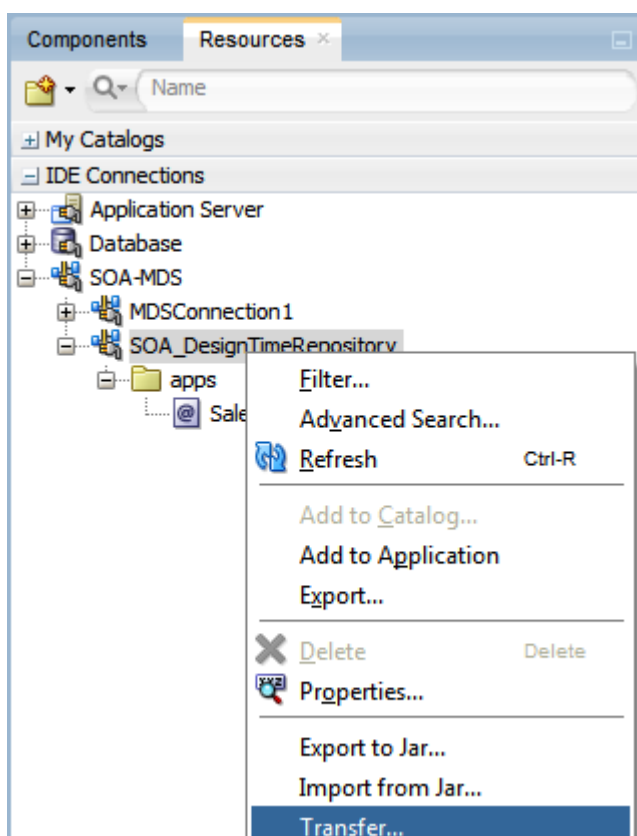 Components Resources
Name
My Catalogs
IDE Connections
Application Server
Database
SOA-MDS
MDSConnection1
SOA_DesignTimeRepository
apps
Filter...
Sale
Advanced Search...
Refresh Ctrl-R
Add to Catalog...
Add to Application
Export...
Delete Delete
Properties...
Export to Jar...
Import from Jar...
Transfer...